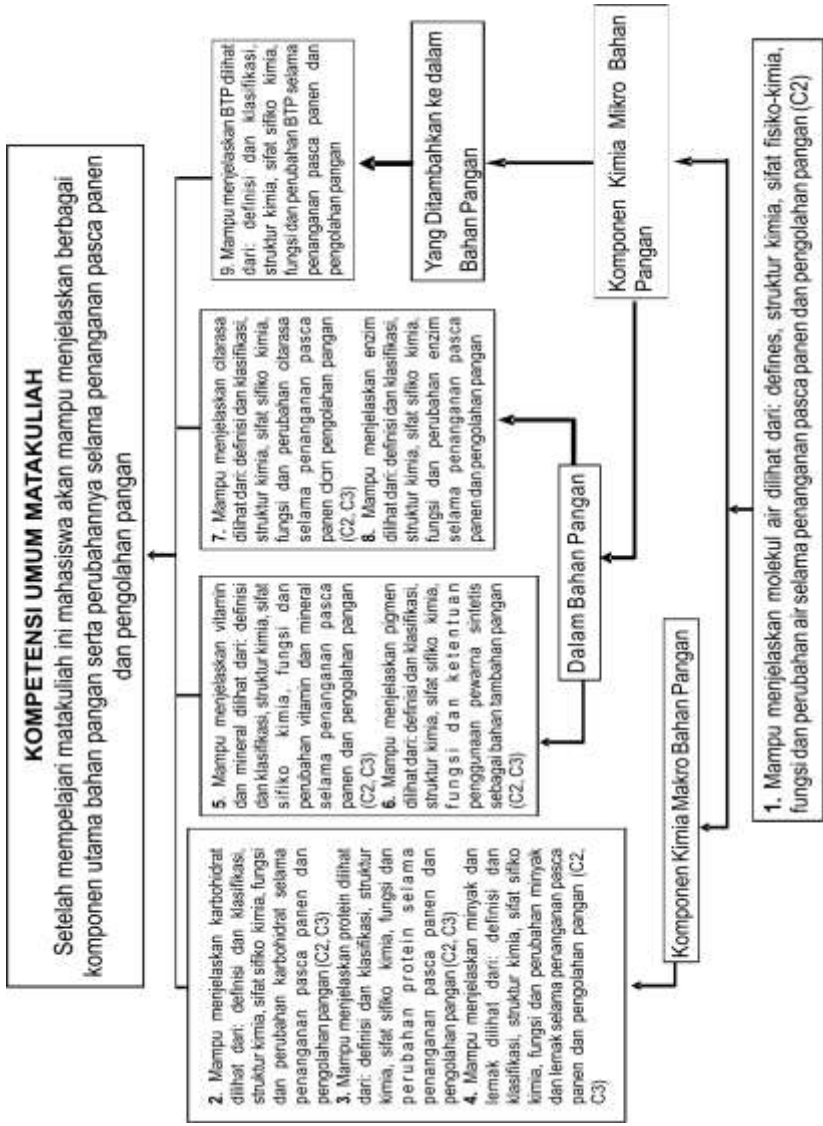 KOMPETENSI UMUM MATAKULIAH
Setelah mempelajari matakuliah ini mahasiswa akan mampu menjelaskan berbagai
komponen utama bahan pangan serta perubahannya selama penanganan pasca panen
dan pengolahan pangan
2. Mampu menjelaskan karbohidrat
dilihat dari: definisi dan klasifikasi,
struktur kimia, sifat sifiko kimia, fungsi
dan perubahan karbohidrat selama
penanganan pasca panen dan
pengolahan pangan (C2, C3)
3. Mampu menjelaskan protein dilihat
dari: definisi dan klasifikasi, struktur
kimia, sifat sifiko kimia, fungsi dan
perubahan protein selama
penanganan pasca panen dan
pengolahan pangan (C2, C3)
4. Mampu menjelaskan minyak dan
lemak dilihat dari: definisi dan
klasifikasi, struktur kimia, sifat sifiko
kimia, fungsi dan perubahan minyak
dan lemak selama penanganan pasca
panen dan pengolahan pangan (C2,
C3)
5. Mampu menjelaskan vitamin
dan mineral dilihat dari: definisi
dan klasifikasi, struktur kimia, sifat
sifiko kimia, fungsi dan
perubahan vitamin dan mineral
selama penanganan pasca
panen dan pengolahan pangan
(C2, C3)
6. Mampu menjelaskan pigmen
dilihat dari: definisi dan klasifikasi,
struktur kimia, sifat sifiko kimia,
fungsi dan ketentuan
penggunaan pewarna sintetis
sebagai bahan tambahan pangan
(C2, C3)
7. Mampu menjelaskan citarasa
dilihat dari: definisi dan klasifikasi,
struktur kimia, sifat sifiko kimia,
fungsi dan perubahan citarasa
selama penanganan pasca
panen dan pengolahan pangan
(C2, C3)
8. Mampu menjelaskan enzim
dilihat dari: definisi dan klasifikasi,
struktur kimia, sifat sifiko kimia,
fungsi dan perubahan enzim
selama penanganan pasca
panen dan pengolahan pangan
9. Mampu menjelaskan BTP dilihat
dari: definisi dan klasifikasi,
struktur kimia, sifat sifiko kimia,
fungsi dan perubahan BTP selama
penanganan pasca panen dan
pengolahan pangan
Yang Ditambahkan ke dalam
Bahan Pangan
Dalam Bahan Pangan
Komponen Kimia Makro Bahan Pangan
Komponen Kimia Mikro Bahan
Pangan
1. Mampu menjelaskan molekul air dilihat dari: defines, struktur kimia, sifat fisiko-kimia,
fungsi dan perubahan air selama penanganan pasca panen dan pengolahan pangan (C2)